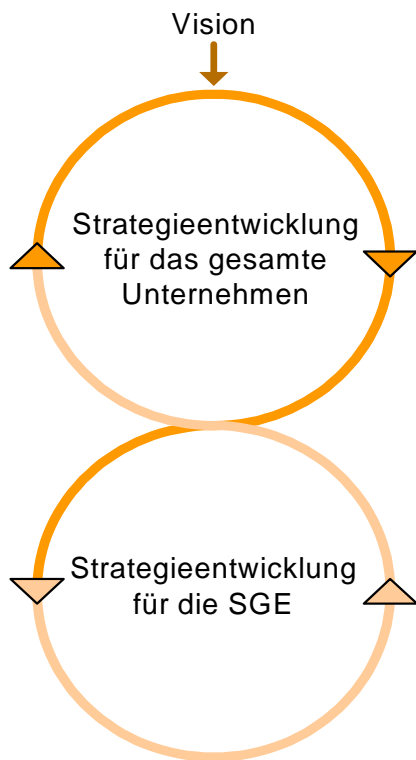 Vision
Strategieentwicklung
für das gesamte
Unternehmen
Strategieentwicklung
für die SGE